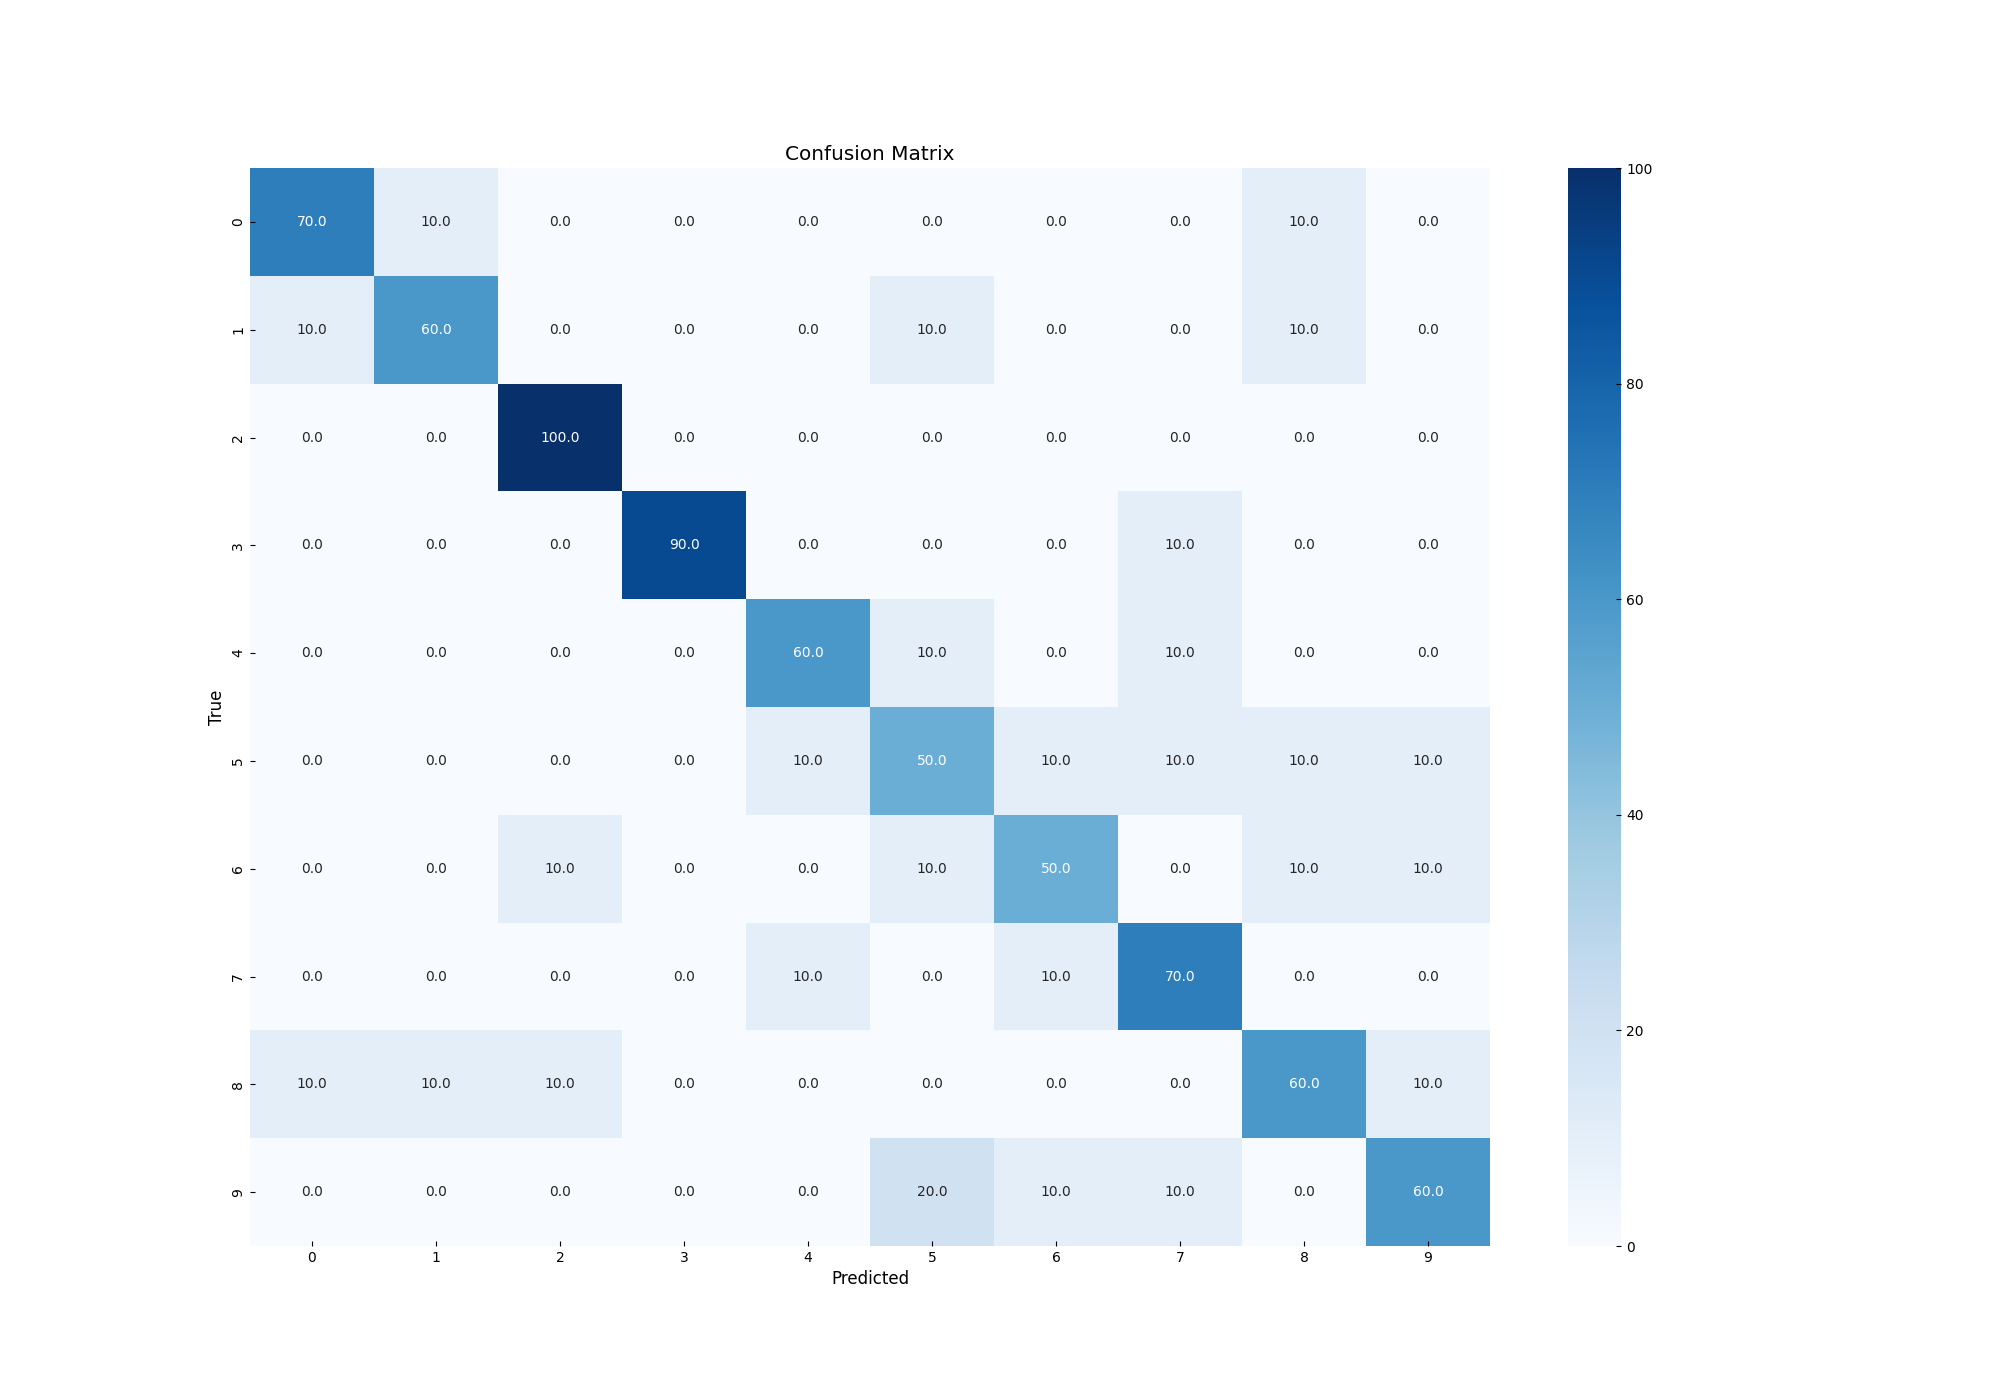 Confusion Matrix
0 70.0 10.0 0.0 0.0 0.0 0.0 0.0 0.0 10.0 0.0
1 10.0 60.0 0.0 0.0 0.0 10.0 0.0 0.0 10.0 0.0
2 0.0 0.0 100.0 0.0 0.0 0.0 0.0 0.0 0.0 0.0
3 0.0 0.0 0.0 90.0 0.0 0.0 0.0 10.0 0.0 0.0
4 0.0 0.0 0.0 0.0 60.0 10.0 0.0 10.0 0.0 0.0
True
5 0.0 0.0 0.0 0.0 10.0 50.0 10.0 10.0 10.0 10.0
6 0.0 0.0 10.0 0.0 0.0 10.0 50.0 0.0 10.0 10.0
7 0.0 0.0 0.0 0.0 10.0 0.0 10.0 70.0 0.0 0.0
8 10.0 10.0 10.0 0.0 0.0 0.0 0.0 0.0 60.0 10.0
9 0.0 0.0 0.0 0.0 0.0 20.0 10.0 10.0 0.0 60.0
0 1 2 3 4 5 6 7 8 9
Predicted
100
80
60
40
20
0